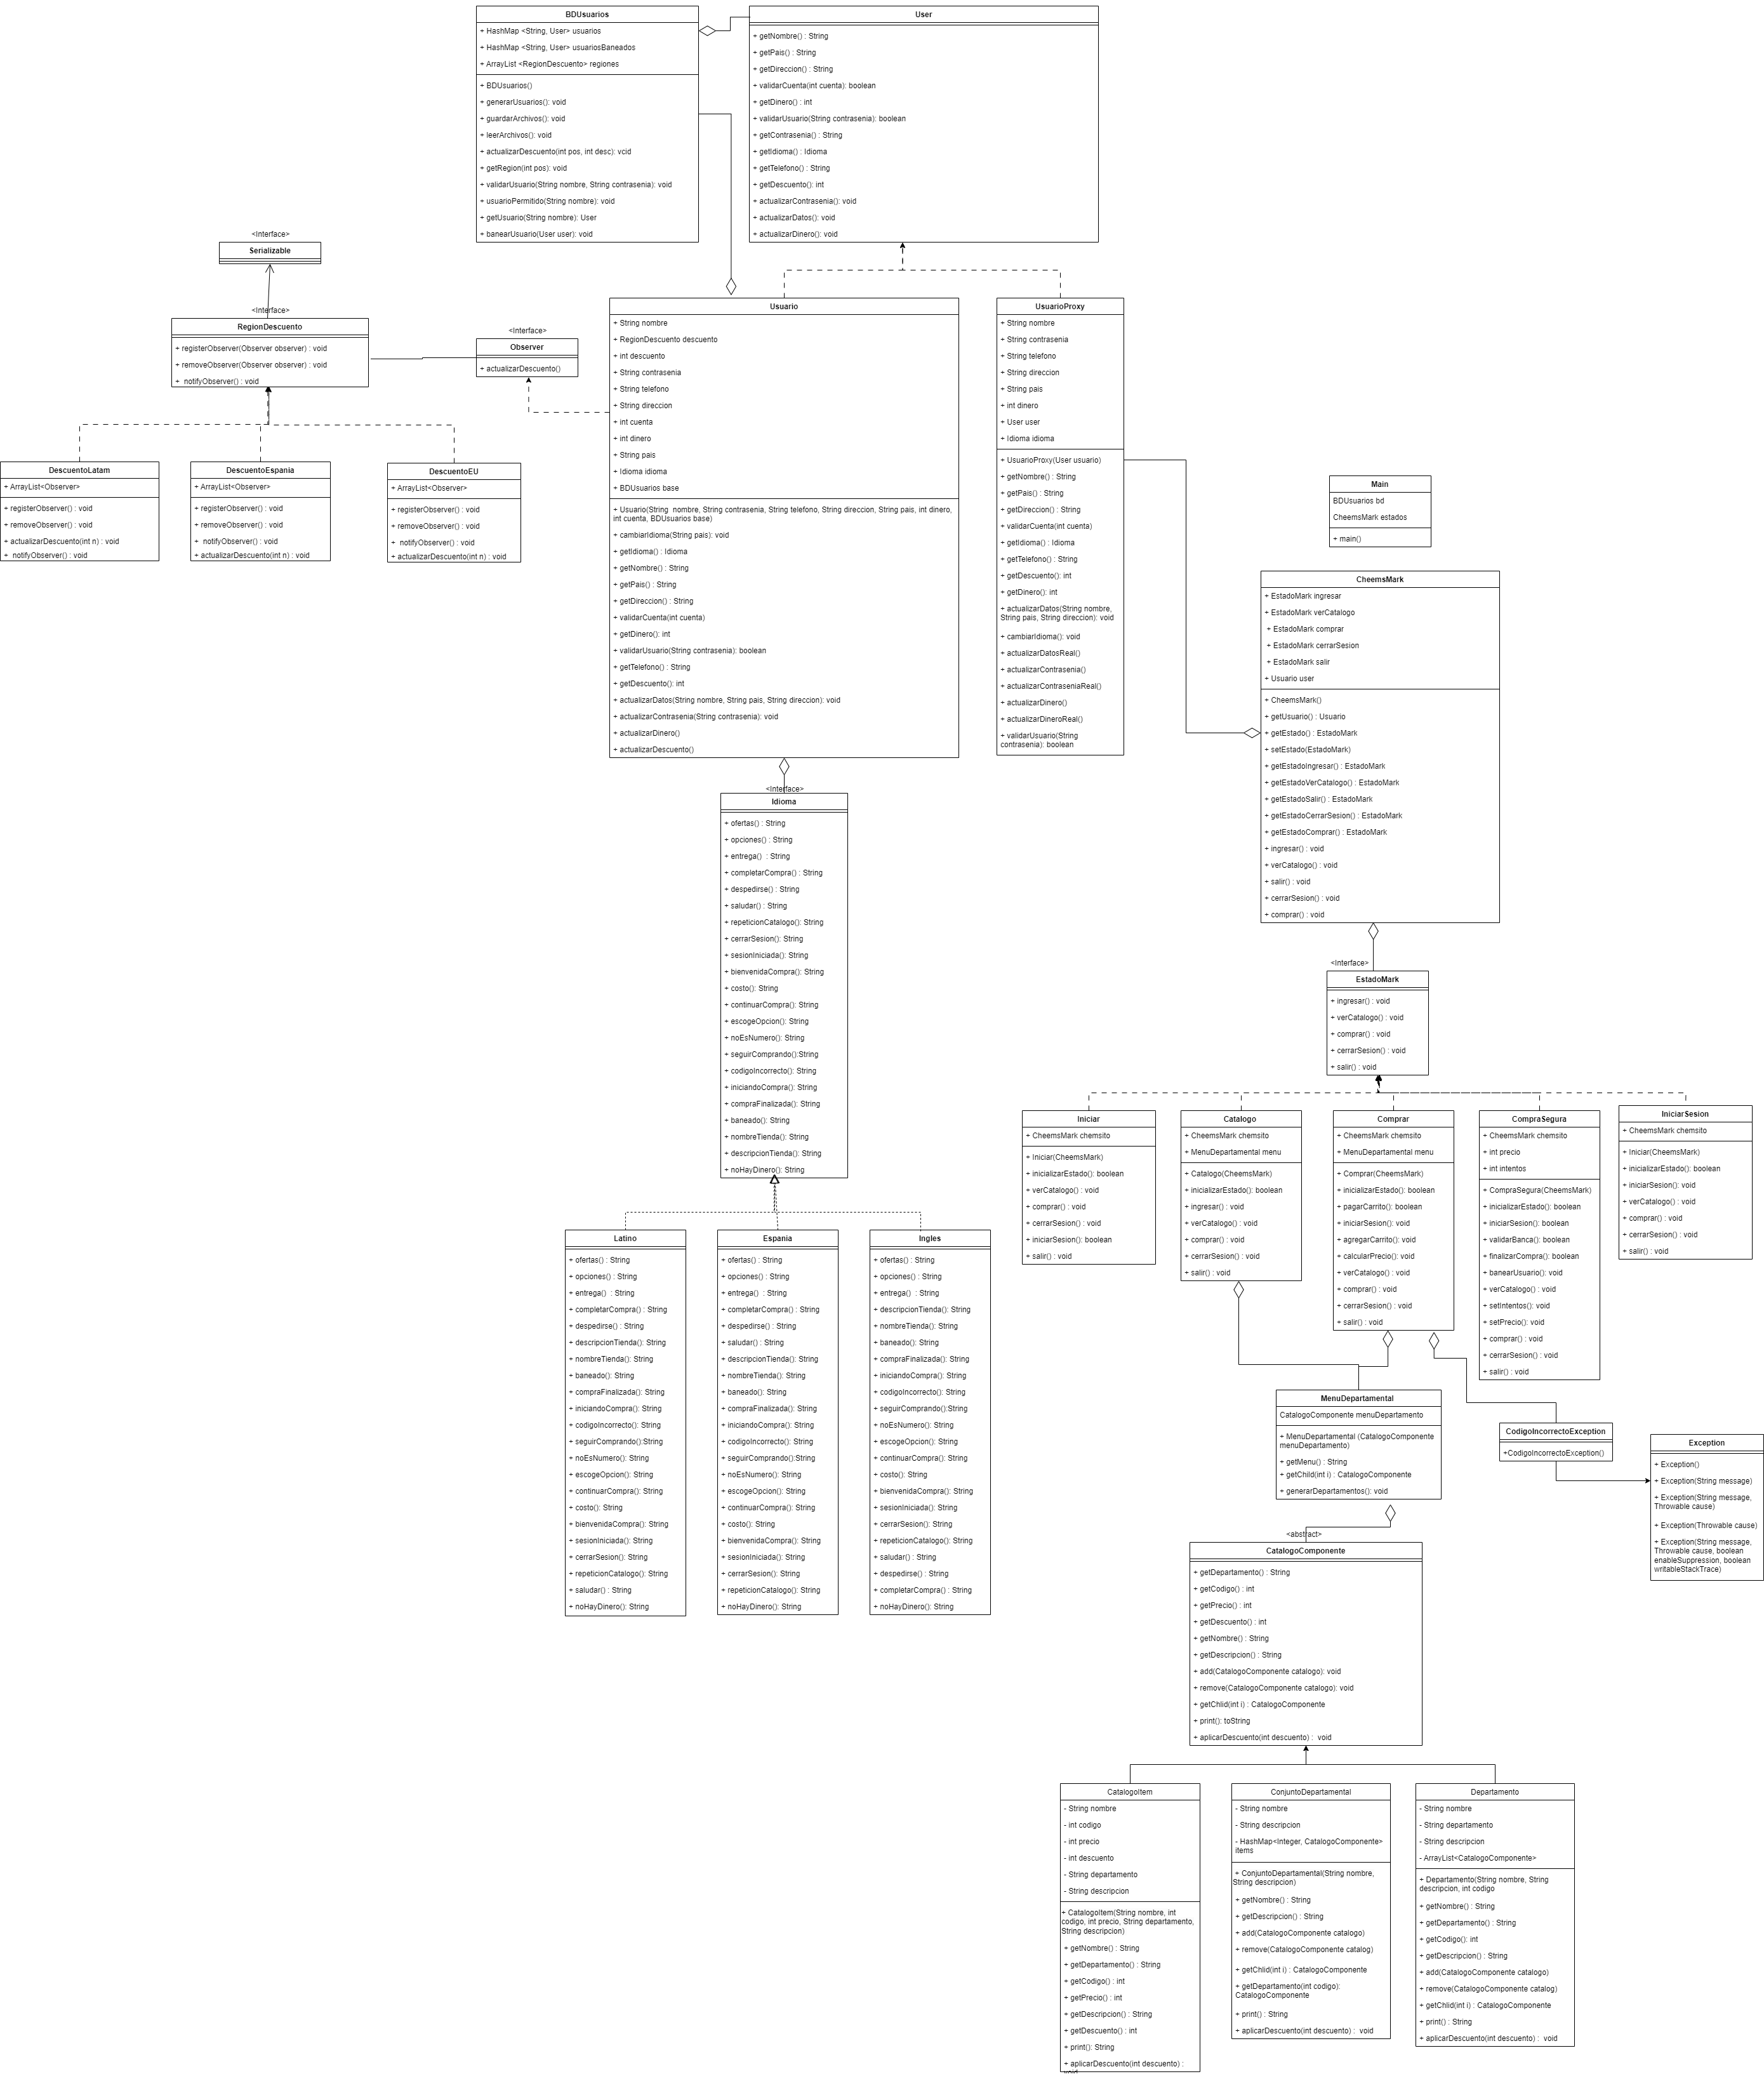 BDUsuarios
+ HashMap <String, User> usuarios
+ HashMap <String, User> usuariosBaneados
+ ArrayList <RegionDescuento> regiones
+ BDUsuarios()
+ generarUsuarios(): void
+ guardarArchivos(): void
+ leerArchivos(): void
+ actualizarDescuento(int pos, int desc): vcid
+ getRegion(int pos): void
+ validarUsuario(String nombre, String contrasenia): void
+ usuarioPermitido(String nombre): void
+ getUsuario(String nombre): User
+ banearUsuario(User user): void
User
+ getNombre() : String
+ getPais() : String
+ getDireccion() : String
+ validarCuenta(int cuenta): boolean
+ getDinero() : int
+ validarUsuario(String contrasenia): boolean
+ getContrasenia() : String
+ getIdioma() : Idioma
+ getTelefono() : String
+ getDescuento(): int
+ actualizarContrasenia(): void
+ actualizarDatos(): void
+ actualizarDinero(): void
<Interface>
Serializable
<Interface>
RegionDescuento
+ registerObserver(Observer observer) : void
+ removeObserver(Observer observer) : void
+ notifyObserver() : void
<Interface>
Observer
+ actualizarDescuento()
DescuentoLatam
+ ArrayList<Observer>
+ registerObserver() : void
+ removeObserver() : void
+ actualizarDescuento(int n) : void
+ notifyObserver() : void
DescuentoEspania
+ ArrayList<Observer>
+ registerObserver() : void
+ removeObserver() : void
+ notifyObserver() : void
+ actualizarDescuento(int n) : void
DescuentoEU
+ ArrayList<Observer>
+ registerObserver() : void
+ removeObserver() : void
+ notifyObserver() : void
+ actualizarDescuento(int n) : void
Usuario
+ String nombre
+ RegionDescuento descuento
+ int descuento
+ String contrasenia
+ String telefono
+ String direccion
+ int cuenta
+ int dinero
+ String pais
+ Idioma idioma
+ BDUsuarios base
+ Usuario(String nombre, String contrasenia, String telefono, String direccion, String pais, int dinero,
int cuenta, BDUsuarios base)
+ cambiarIdioma(String pais): void
+ getIdioma() : Idioma
+ getNombre() : String
+ getPais() : String
+ getDireccion() : String
+ validarCuenta(int cuenta)
+ getDinero(): int
+ validarUsuario(String contrasenia): boolean
+ getTelefono() : String
+ getDescuento(): int
+ actualizarDatos(String nombre, String pais, String direccion): void
+ actualizarContrasenia(String contrasenia): void
+ actualizarDinero()
+ actualizarDescuento()
UsuarioProxy
+ String nombre
+ String contrasenia
+ String telefono
+ String direccion
+ String pais
+ int dinero
+ User user
+ Idioma idioma
+ UsuarioProxy(User usuario)
+ getNombre() : String
+ getPais() : String
+ getDireccion() : String
validarCuenta(int cuenta)
+ getIdioma() : Idioma
+ getTelefono() : String
+ getDescuento(): int
+ getDinero(): int
+ actualizarDatos(String nombre,
String pais, String direccion): void
+ cambiarIdioma(): void
+ actualizarDatosReal()
+ actualizarContrasenia()
+ actualizarContraseniaReal()
+ actualizarDinero()
+ actualizarDineroReal()
+ validarUsuario(String
contrasenia): boolean
Main
BDUsuarios bd
CheemsMark estados
+ main()
CheemsMark
+ EstadoMark ingresar
+ EstadoMark verCatalogo
+ EstadoMark comprar
+ EstadoMark cerrarSesion
+ EstadoMark salir
+ Usuario user
+ CheemsMark()
+ getUsuario() : Usuario
+ getEstado() : EstadoMark
+ setEstado(EstadoMark)
+ getEstadoIngresar() : EstadoMark
+ getEstadoVerCatalogo() : EstadoMark
+ getEstadoSalir() : EstadoMark
+ getEstadoCerrarSesion() : EstadoMark
+ getEstadoComprar() : EstadoMark
+ ingresar() : void
+ verCatalogo() : void
+ salir() : void
+ cerrarSesion() : void
+ comprar() : void
<Interface>
Idioma
+ ofertas() : String
+ opciones() : String
+ entrega() : String
+ completarCompra() : String
+ despedirse() : String
+ saludar() : String
+ repeticionCatalogo(): String
+ cerrarSesion(): String
+ sesionIniciada(): String
+ bienvenidaCompra(): String
+ costo(): String
+ continuarCompra(): String
+ escogeOpcion(): String
+ noEsNumero(): String
+ seguirComprando():String
+ codigoIncorrecto(): String
+ iniciandoCompra(): String
+ compraFinalizada(): String
+ baneado(): String
+ nombreTienda(): String
+ descripcionTienda(): String
+ noHayDinero(): String
<Interface>
EstadoMark
+ ingresar() : void
+ verCatalogo() : void
+ comprar() : void
+ cerrarSesion() : void
+ salir() : void
Iniciar
+ CheemsMark chemsito
+ Iniciar(CheemsMark)
+ inicializarEstado(): boolean
+ verCatalogo() : void
+ comprar() : void
+ cerrarSesion() : void
+ iniciarSesion(): boolean
+ salir() : void
Catalogo
+ CheemsMark chemsito
+ MenuDepartamental menu
+ Catalogo(CheemsMark)
+ inicializarEstado(): boolean
+ ingresar() : void
+ verCatalogo() : void
+ comprar() : void
+ cerrarSesion() : void
+ salir() : void
Comprar
+ CheemsMark chemsito
+ MenuDepartamental menu
+ Comprar(CheemsMark)
+ inicializarEstado(): boolean
+ pagarCarrito(): boolean
+ iniciarSesion(): void
+ agregarCarrito(): void
+ calcularPrecio(): void
+ verCatalogo() : void
+ comprar() : void
+ cerrarSesion() : void
+ salir() : void
CompraSegura
+ CheemsMark chemsito
+ int precio
+ int intentos
+ CompraSegura(CheemsMark)
+ inicializarEstado(): boolean
+ iniciarSesion(): boolean
+ validarBanca(): boolean
+ finalizarCompra(): boolean
+ banearUsuario(): void
+ verCatalogo() : void
+ setIntentos(): void
+ setPrecio(): void
+ comprar() : void
+ cerrarSesion() : void
+ salir() : void
IniciarSesion
+ CheemsMark chemsito
+ Iniciar(CheemsMark)
+ inicializarEstado(): boolean
+ iniciarSesion(): void
+ verCatalogo() : void
+ comprar() : void
+ cerrarSesion() : void
+ salir() : void
Latino
+ ofertas() : String
+ opciones() : String
+ entrega() : String
+ completarCompra() : String
+ despedirse() : String
+ descripcionTienda(): String
+ nombreTienda(): String
+ baneado(): String
+ compraFinalizada(): String
+ iniciandoCompra(): String
+ codigoIncorrecto(): String
+ seguirComprando():String
+ noEsNumero(): String
+ escogeOpcion(): String
+ continuarCompra(): String
+ costo(): String
+ bienvenidaCompra(): String
+ sesionIniciada(): String
+ cerrarSesion(): String
+ repeticionCatalogo(): String
+ saludar() : String
+ noHayDinero(): String
Espania
+ ofertas() : String
+ opciones() : String
+ entrega() : String
+ completarCompra() : String
+ despedirse() : String
+ saludar() : String
+ descripcionTienda(): String
+ nombreTienda(): String
+ baneado(): String
+ compraFinalizada(): String
+ iniciandoCompra(): String
+ codigoIncorrecto(): String
+ seguirComprando():String
+ noEsNumero(): String
+ escogeOpcion(): String
+ continuarCompra(): String
+ costo(): String
+ bienvenidaCompra(): String
+ sesionIniciada(): String
+ cerrarSesion(): String
+ repeticionCatalogo(): String
+ noHayDinero(): String
Ingles
+ ofertas() : String
+ opciones() : String
+ entrega() : String
+ descripcionTienda(): String
+ nombreTienda(): String
+ baneado(): String
+ compraFinalizada(): String
+ iniciandoCompra(): String
+ codigoIncorrecto(): String
+ seguirComprando():String
+ noEsNumero(): String
+ escogeOpcion(): String
+ continuarCompra(): String
+ costo(): String
+ bienvenidaCompra(): String
+ sesionIniciada(): String
+ cerrarSesion(): String
+ repeticionCatalogo(): String
+ saludar() : String
+ despedirse() : String
+ completarCompra() : String
+ noHayDinero(): String
MenuDepartamental
CatalogoComponente menuDepartamento
+ MenuDepartamental (CatalogoComponente
menuDepartamento)
+ getMenu() : String
+ getChild(int i) : CatalogoComponente
+ generarDepartamentos(): void
CodigoIncorrectoException
+CodigoIncorrectoException()
Exception
+ Exception()
+ Exception(String message)
+ Exception(String message,
Throwable cause)
+ Exception(Throwable cause)
+ Exception(String message,
Throwable cause, boolean
enableSuppression, boolean
writableStackTrace)
<abstract>
CatalogoComponente
+ getDepartamento() : String
+ getCodigo() : int
+ getPrecio() : int
+ getDescuento() : int
+ getNombre() : String
+ getDescripcion() : String
+ add(CatalogoComponente catalogo): void
+ remove(CatalogoComponente catalogo): void
+ getChlid(int i) : CatalogoComponente
+ print(): toString
+ aplicarDescuento(int descuento) : void
CatalogoItem
- String nombre
- int codigo
- int precio
- int descuento
- String departamento
- String descripcion
+ CatalogoItem(String nombre, int
codigo, int precio, String departamento,
String descripcion)
+ getNombre() : String
+ getDepartamento() : String
+ getCodigo() : int
+ getPrecio() : int
+ getDescripcion() : String
+ getDescuento() : int
+ print(): String
+ aplicarDescuento(int descuento) :
ConjuntoDepartamental
- String nombre
- String descripcion
- HashMap<Integer, CatalogoComponente>
items
+ ConjuntoDepartamental(String nombre,
String descripcion)
+ getNombre() : String
+ getDescripcion() : String
+ add(CatalogoComponente catalogo)
+ remove(CatalogoComponente catalog)
+ getChlid(int i) : CatalogoComponente
+ getDepartamento(int codigo):
CatalogoComponente
+ print() : String
+ aplicarDescuento(int descuento) : void
Departamento
- String nombre
- String departamento
- String descripcion
- ArrayList<CatalogoComponente>
+ Departamento(String nombre, String
descripcion, int codigo
+ getNombre() : String
+ getDepartamento() : String
+ getCodigo(): int
+ getDescripcion() : String
+ add(CatalogoComponente catalogo)
+ remove(CatalogoComponente catalog)
+ getChlid(int i) : CatalogoComponente
+ print() : String
+ aplicarDescuento(int descuento) : void